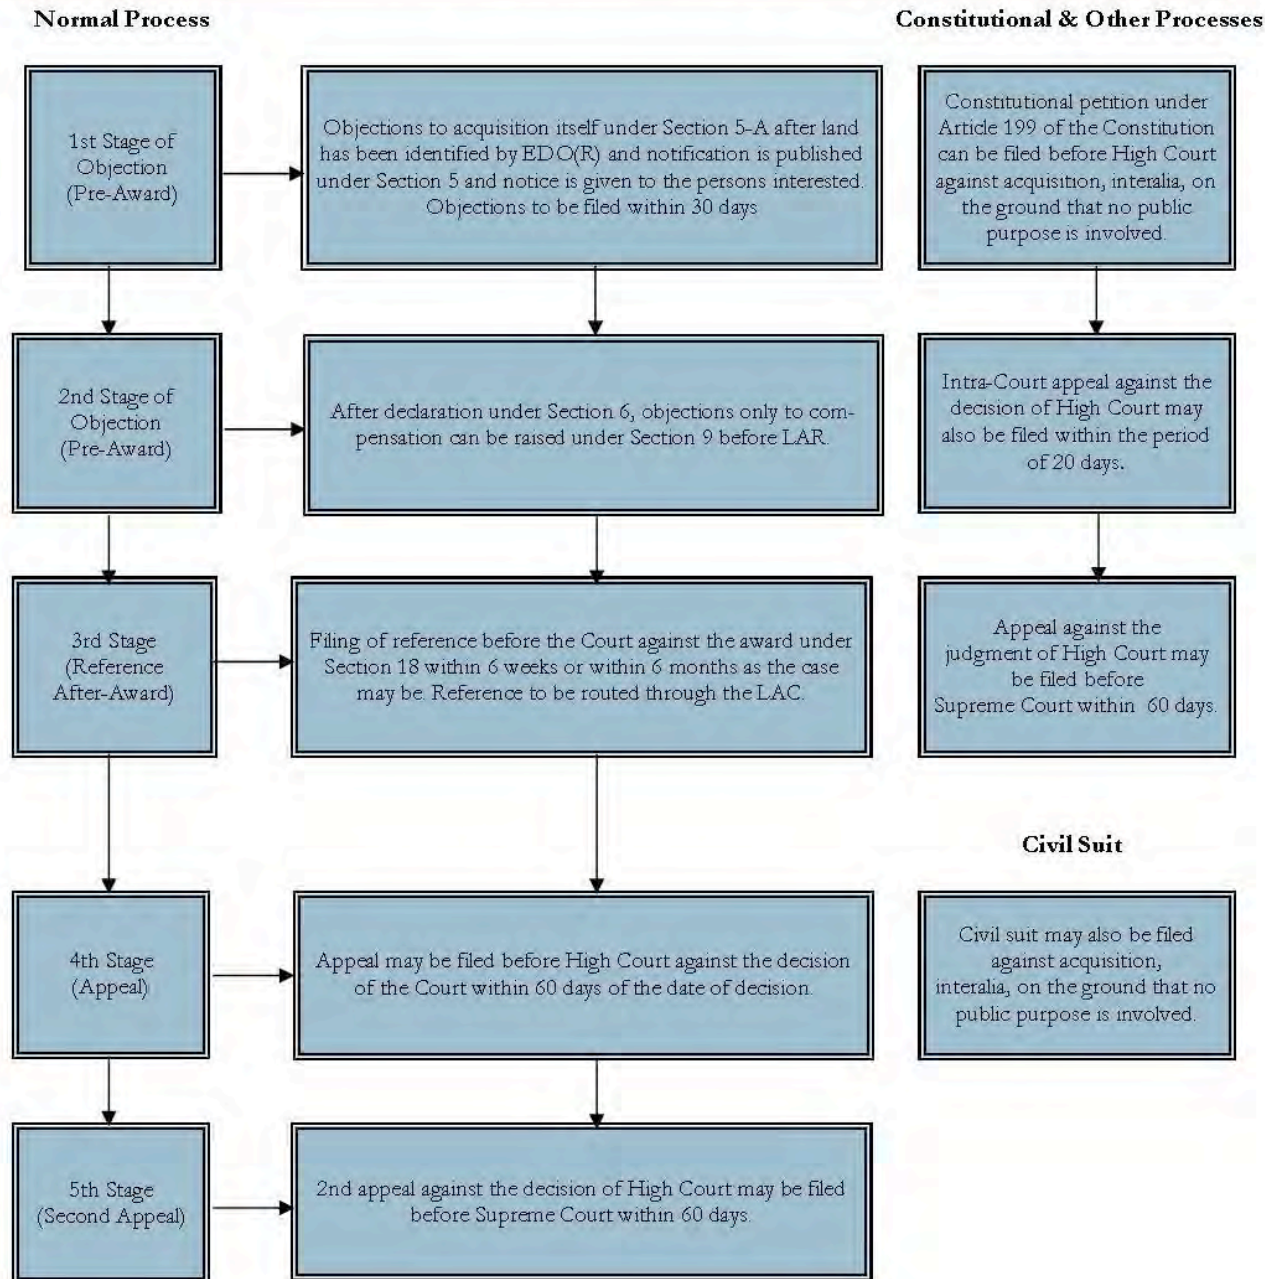 Normal Process
Constitutional & Other Processes
1st Stage of
Objection
(Pre-Award)
Objections to acquisition itself under Section 5-A after land
has been identified by EDO(R) and notification is published
under Section 5 and notice is given to the persons interested.
Objections to be filed within 30 days
Constitutional petition under
Article 199 of the Constitution
can be filed before High Court
against acquisition, interalia, on
the ground that no public
purpose is involved.
2nd Stage of
Objection
(Pre-Award)
After declaration under Section 6, objections only to com-
pensation can be raised under Section 9 before LAR.
Intra-Court appeal against the
decision of High Court may
also be filed within the period
of 20 days.
3rd Stage
(Reference
After-Award)
Filing of reference before the Court against the award under
Section 18 within 6 weeks or within 6 months as the case
may be. Reference to be routed through the LAC.
Appeal against the
judgment of High Court may
be filed before
Supreme Court within 60 days.
Civil Suit
4th Stage
(Appeal)
Appeal may be filed before High Court against the decision
of the Court within 60 days of the date of decision.
Civil suit may also be filed
against acquisition,
interalia, on the ground that no
public purpose is involved.
5th Stage
(Second Appeal)
2nd appeal against the decision of High Court may be filed
before Supreme Court within 60 days.